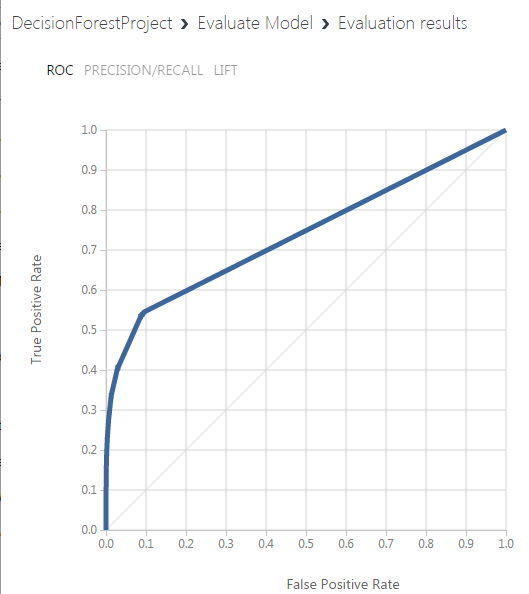 DecisionForestProject › Evaluate Model › Evaluation results
ROC PRECISION/RECALL LIFT
1.0
0.9
0.8
0.7
0.6
0.5
0.4
0.3
0.2
0.1
0.0
True Positive Rate
0.0 0.1 0.2 0.3 0.4 0.5 0.6 0.7 0.8 0.9 1.0
False Positive Rate